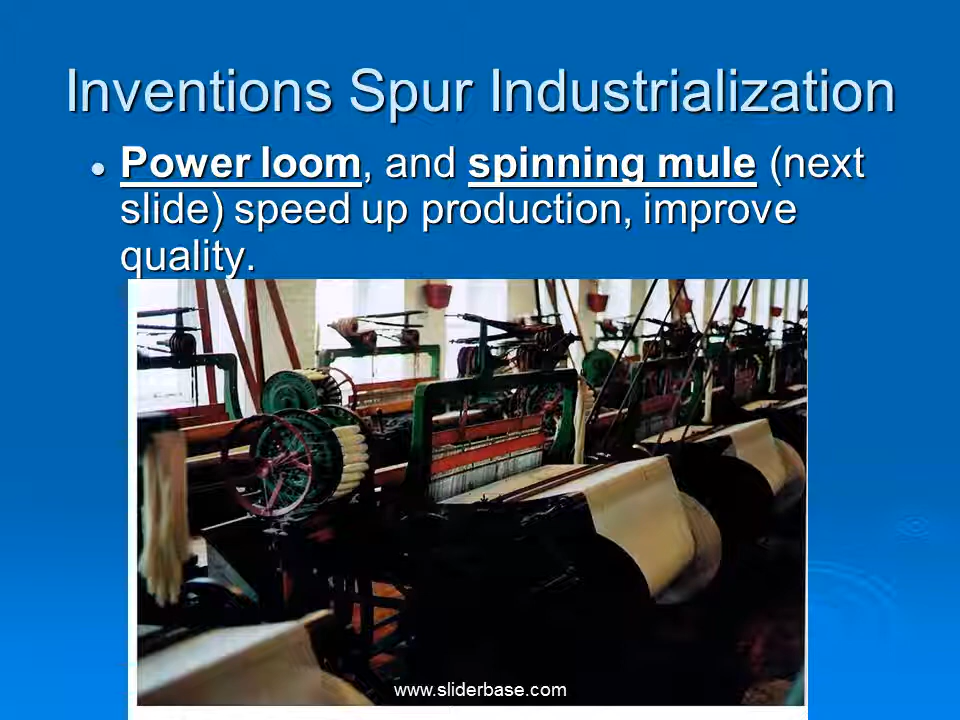 Inventions Spur Industrialization
Power loom, and spinning mule (next
slide) speed up production, improve
quality.
www.sliderbase.com